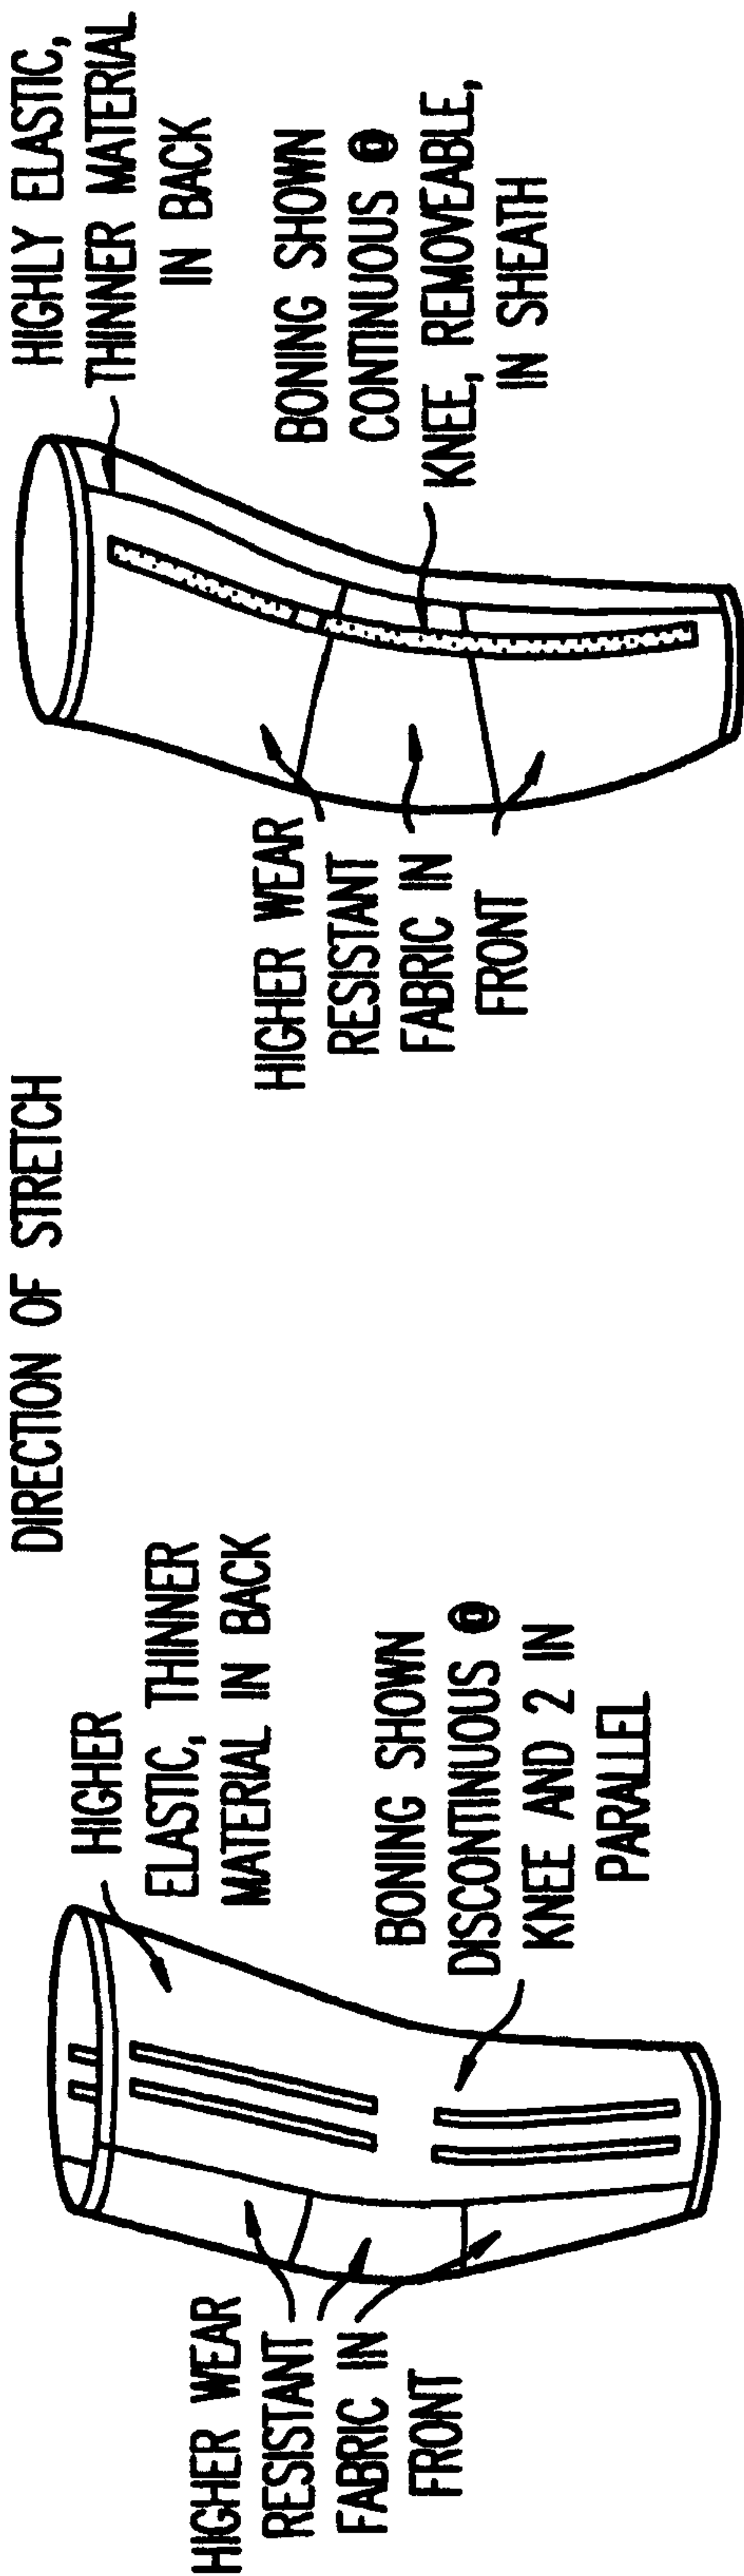 DIRECTION OF STRETCH
HIGHER WEAR
RESISTANT
FABRIC IN
FRONT
HIGHER
ELASTIC, THINNER
MATERIAL IN BACK
BONING SHOWN
DISCONTINUOUS @
KNEE AND 2 IN
PARALLEL
HIGHER WEAR
RESISTANT
FABRIC IN
FRONT
HIGHLY ELASTIC,
THINNER MATERIAL
IN BACK
BONING SHOWN
CONTINUOUS @
KNEE, REMOVEABLE,
IN SHEATH